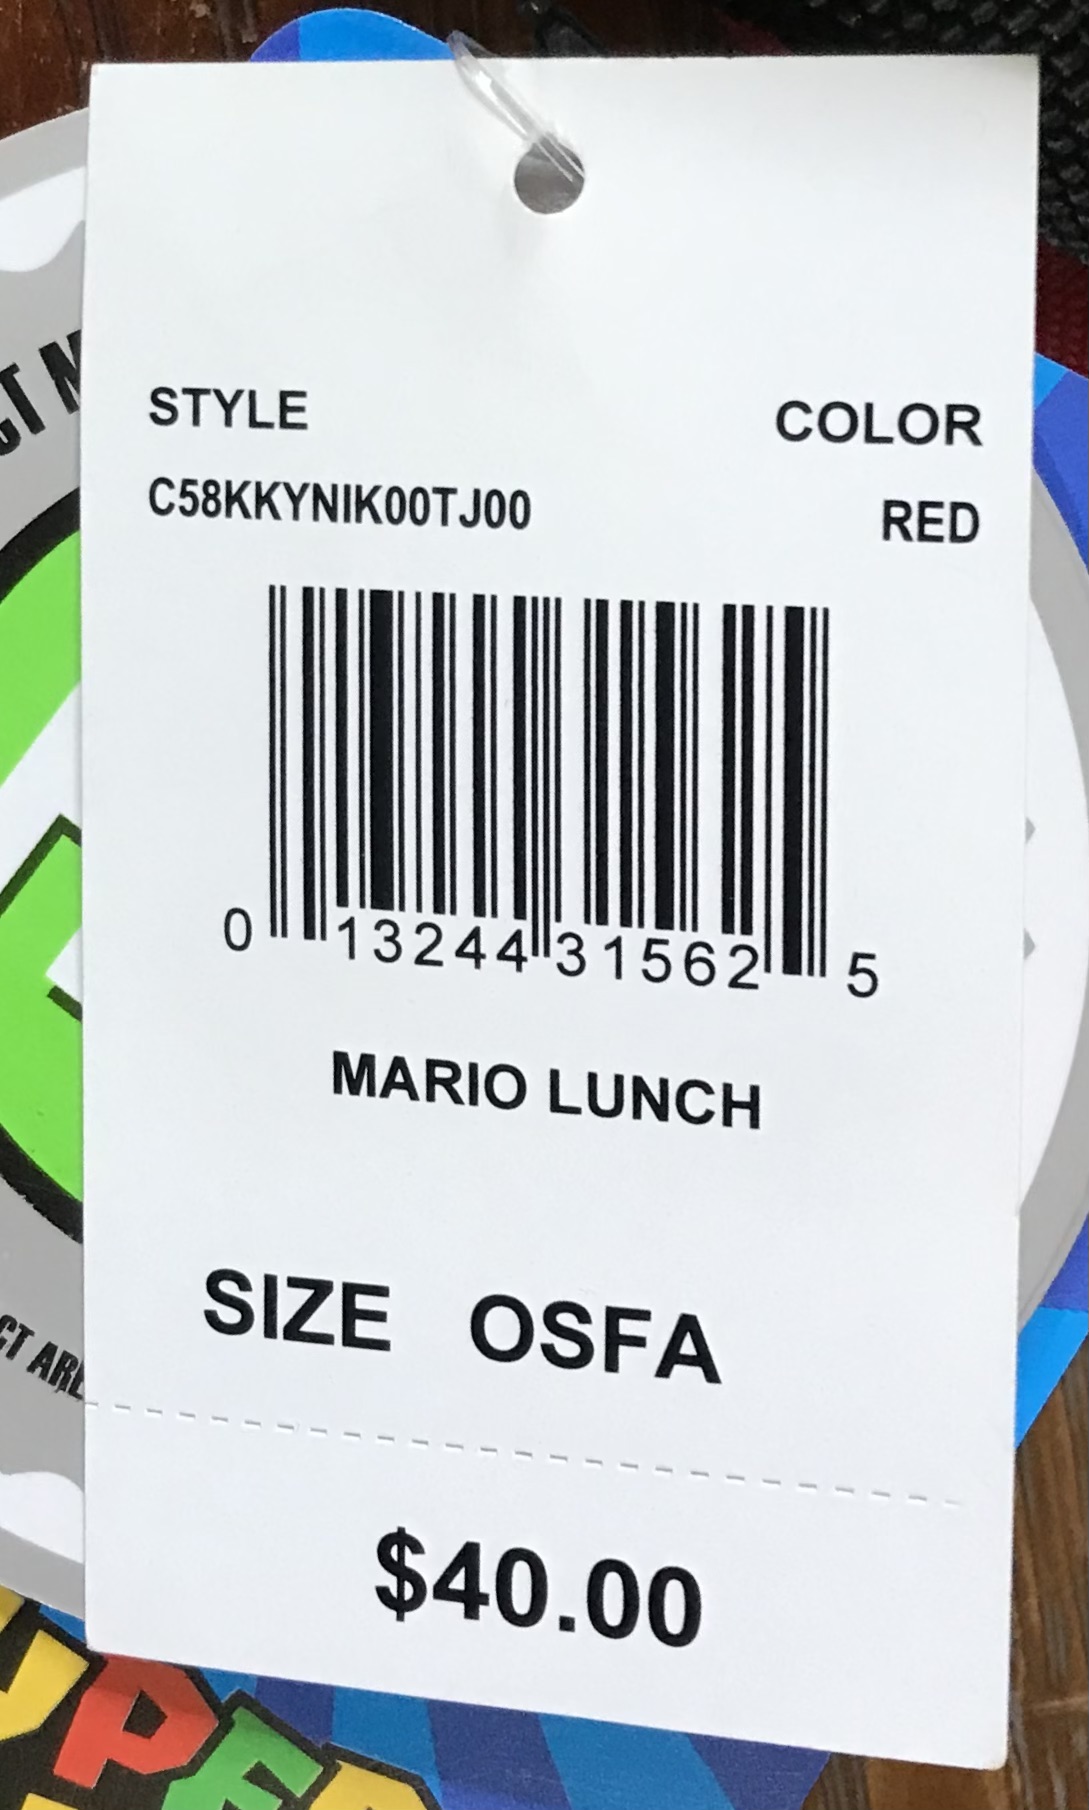 STYLE COLOR
C58KKYNIK00TJ00 RED
0 13244 31562 5
MARIO LUNCH
SIZE OSFA
$40.00